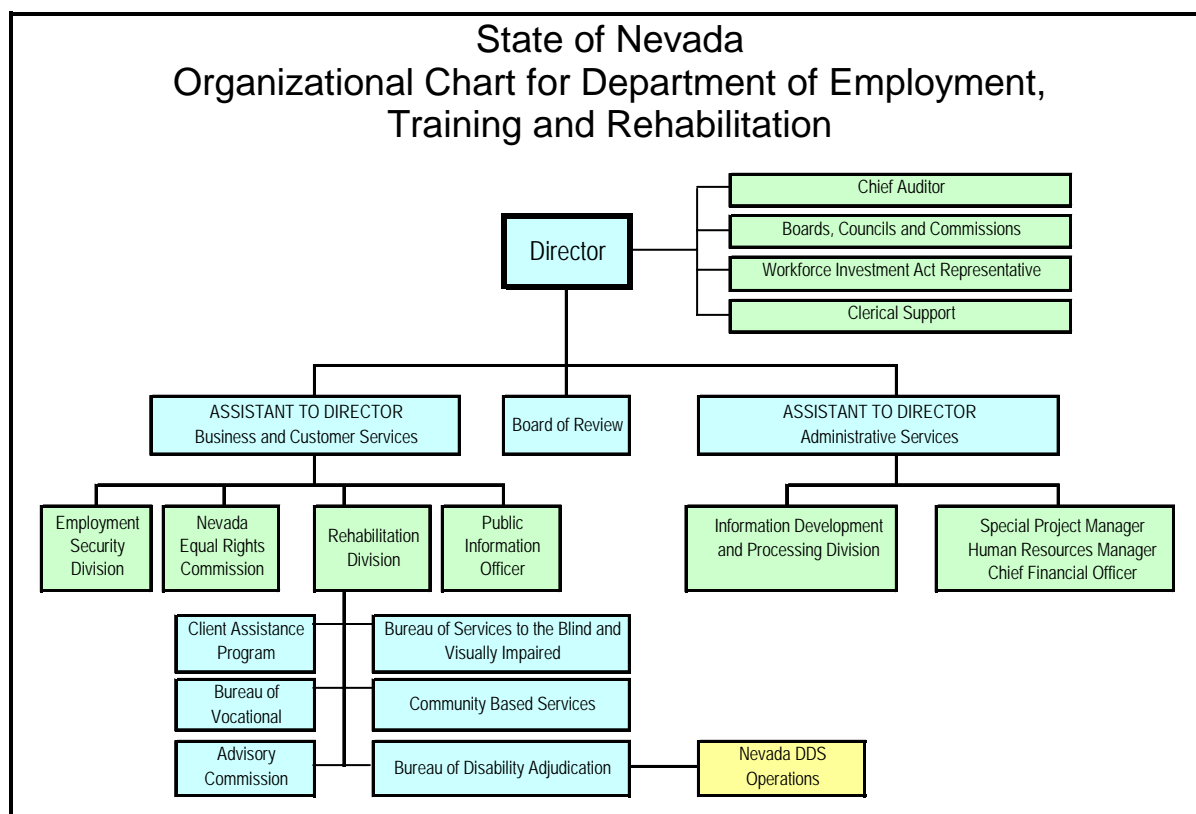 State of Nevada
Organizational Chart for Department of Employment,
Training and Rehabilitation
Chief Auditor
Boards, Councils and Commissions
Workforce Investment Act Representative
Clerical Support
Director
ASSISTANT TO DIRECTOR
Business and Customer Services
Board of Review
ASSISTANT TO DIRECTOR
Administrative Services
Employment
Security
Division
Nevada
Equal Rights
Commission
Rehabilitation
Division
Public
Information
Officer
Information Development
and Processing Division
Special Project Manager
Human Resources Manager
Chief Financial Officer
Client Assistance
Program
Bureau of Services to the Blind and
Visually Impaired
Bureau of
Vocational
Community Based Services
Advisory
Commission
Bureau of Disability Adjudication
Nevada DDS
Operations